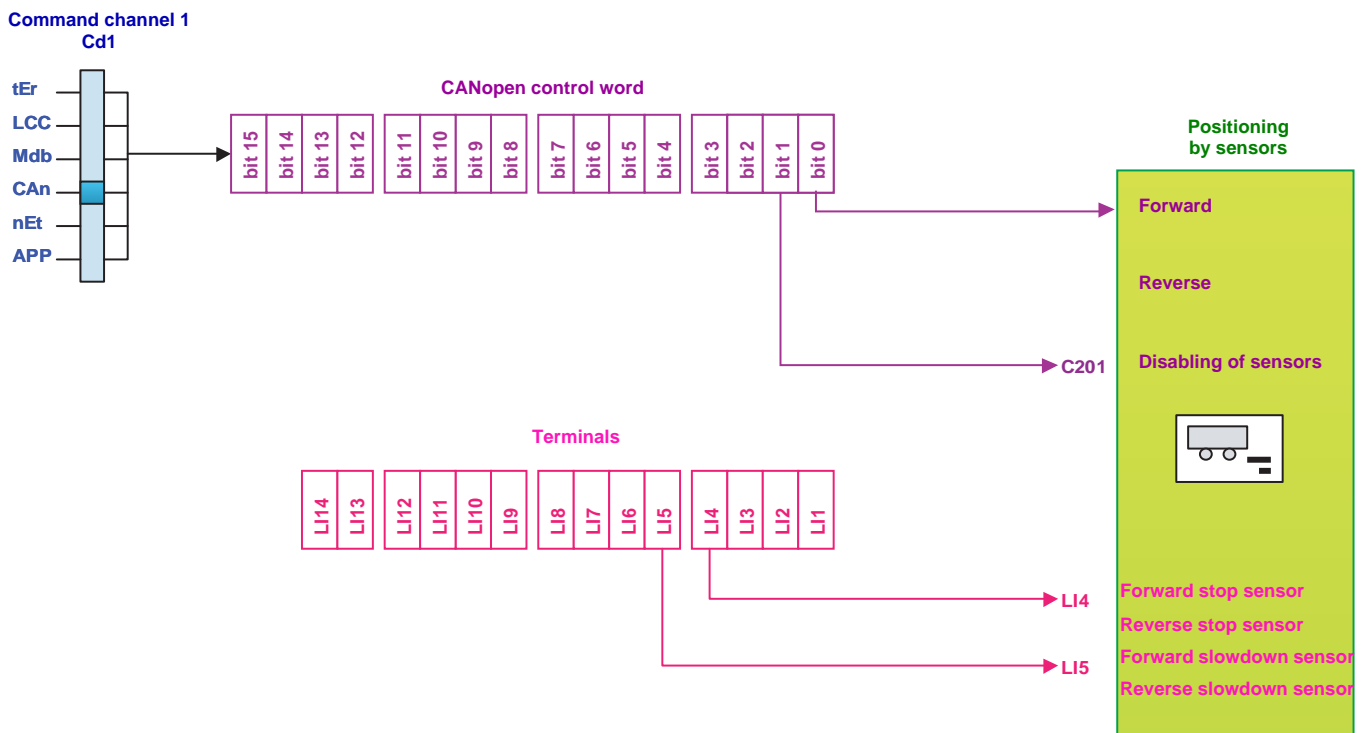 Command channel 1
Cd1
tEr
LCC
Mdb
CAn
nEt
APP
CANopen control word
bit 15
bit 14
bit 13
bit 12
bit 11
bit 10
bit 9
bit 8
bit 7
bit 6
bit 5
bit 4
bit 3
bit 2
bit 1
bit 0
Positioning
by sensors
Forward
Reverse
C201
Disabling of sensors
Terminals
LI14
LI13
LI12
LI11
LI10
LI9
LI8
LI7
LI6
LI5
LI4
LI3
LI2
LI1
LI4
Forward stop sensor
Reverse stop sensor
LI5
Forward slowdown sensor
Reverse slowdown sensor